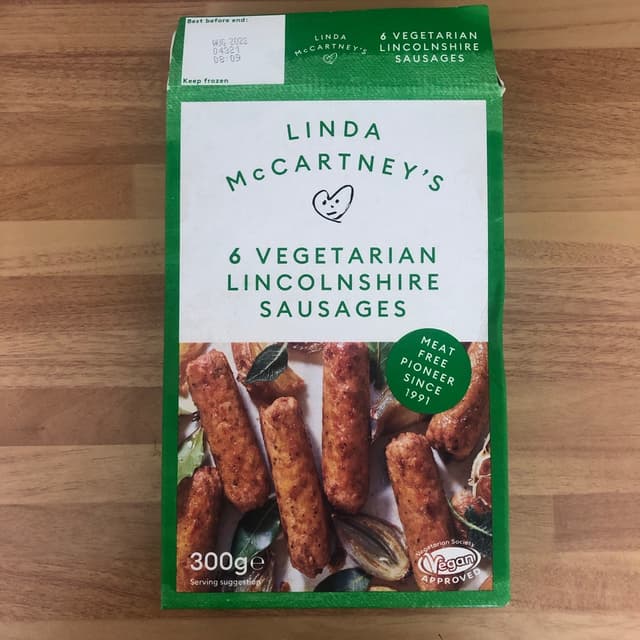 Best before end:
2022
04321
08:09
Keep frozen
LINDA
McCARTNEY'S
6 VEGETARIAN
LINCOLNSHIRE
SAUSAGES
LINDA
McCARTNEY'S
6 VEGETARIAN
LINCOLNSHIRE
SAUSAGES
MEAT
FREE
PIONEER
SINCE
1991
300g℮
Serving suggestion
Vegetarian Society
Vegan
APPROVED